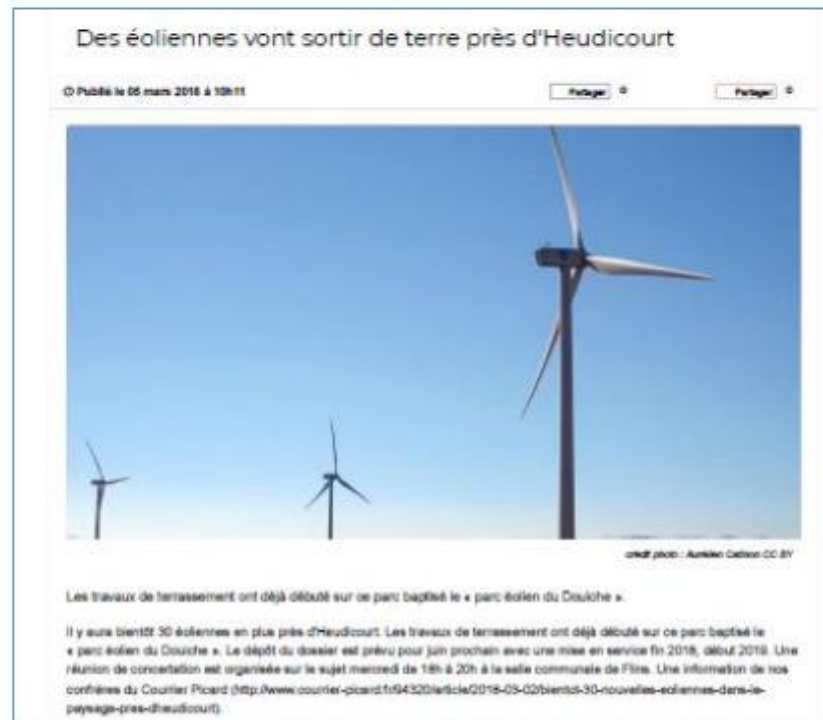 Des éoliennes vont sortir de terre près d'Heudicourt
Publié le 05 mars 2018 à 10h11
Partager 0
Partager 0
crédit photo : Aurélien CC BY
Les travaux de terrassement ont déjà débuté sur ce parc baptisé le « parc éolien du Douiche ».
Il y aura bientôt 30 éoliennes en plus près d'Heudicourt. Les travaux de terrassement ont déjà débuté sur ce parc baptisé le
« parc éolien du Douiche ». Le dépôt du dossier est prévu pour juin prochain avec une mise en service fin 2018, début 2019. Une
réunion de concertation est organisée sur le sujet mercredi de 18h à 20h à la salle communale de Flins. Une information de nos
confrères du Courrier Picard (http://www.courrier-picard.fr/94320/article/2018-03-02/bientot-30-nouvelles-eoliennes-dans-le-
paysage-pres-dheudicourt).